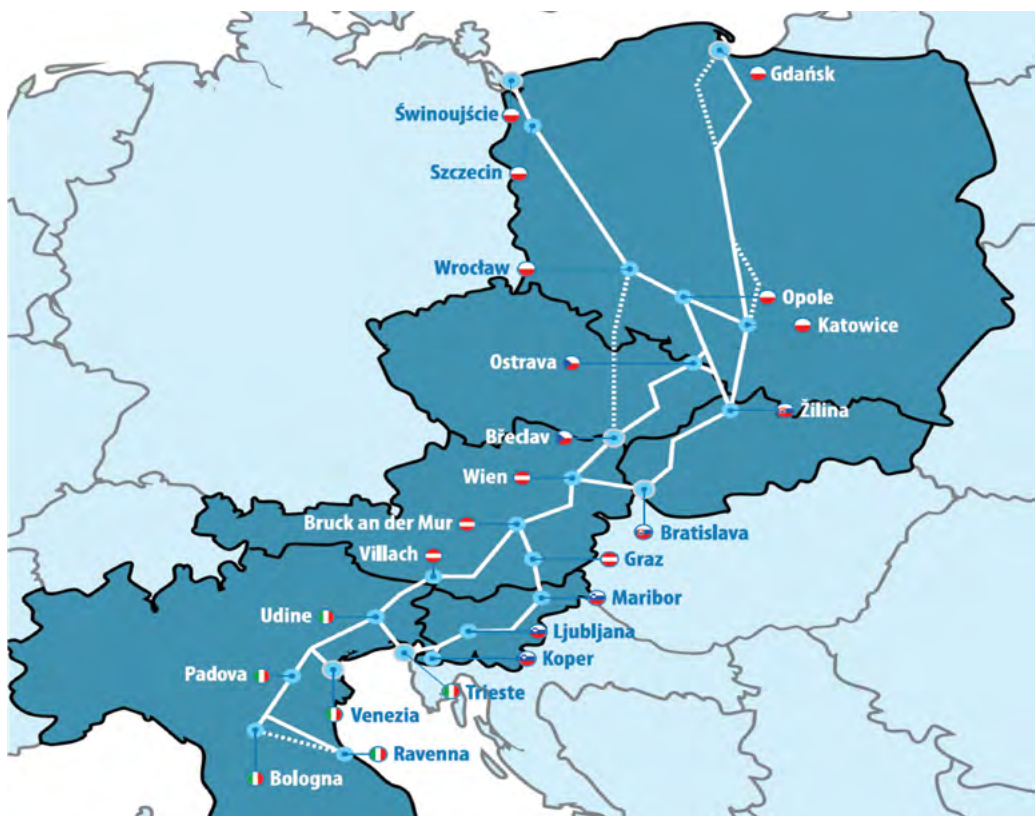 Gdańsk
Świnoujście
Szczecin
Wrocław
Opole
Katowice
Ostrava
Žilina
Břeclav
Wien
Bruck an der Mur
Bratislava
Villach
Graz
Maribor
Udine
Ljubljana
Koper
Padova
Trieste
Venezia
Ravenna
Bologna